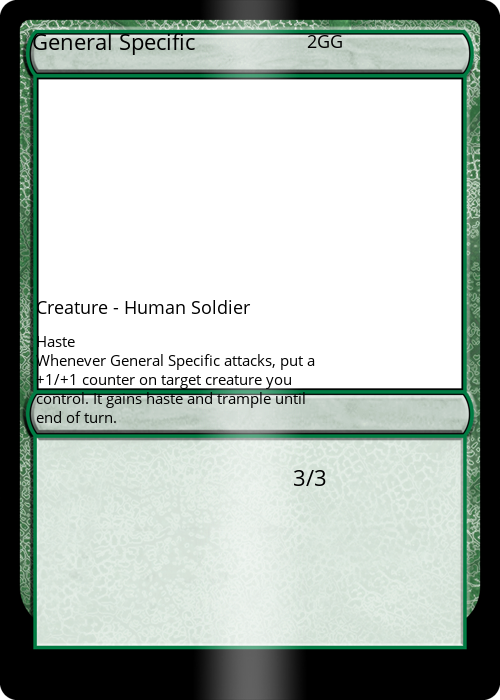 General Specific 2GG
Creature - Human Soldier
Haste
Whenever General Specific attacks, put a
+1/+1 counter on target creature you
control. It gains haste and trample until
end of turn.
3/3